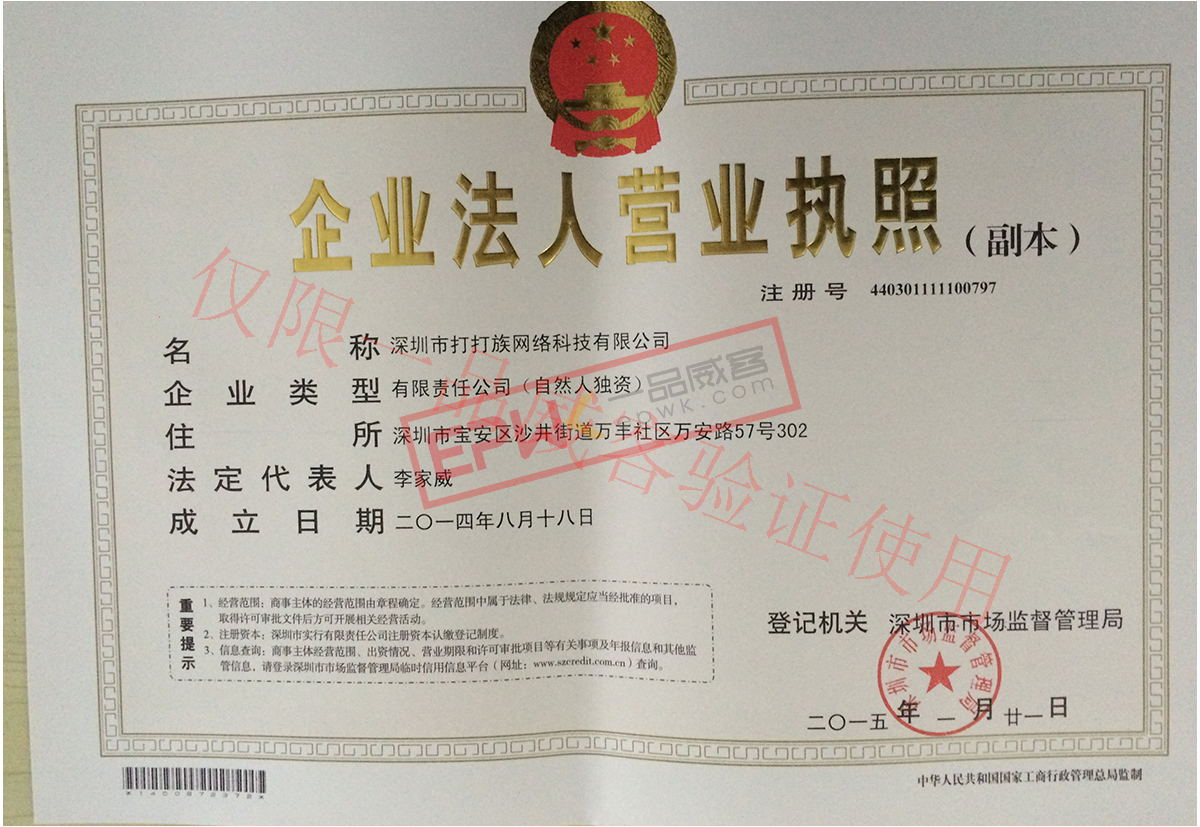 企业法人营业执照（副本）
注册号 440301111100797
名称 深圳市打打族网络科技有限公司
企业类型 有限责任公司（自然人独资）
住所 深圳市宝安区沙井街道万丰社区万安路57号302
法定代表人 李家威
成立日期 二〇一四年八月十八日
仅限一品威客验证使用
EPWK 一品威客
epwk.com
重要提示
1、经营范围：商事主体的经营范围由章程确定。经营范围中属于法律、法规规定应当经批准的项目，
取得许可审批文件后方可开展相关经营活动。
2、注册资本：深圳市实行有限责任公司注册资本认缴登记制度。
3、信息查询：商事主体经营范围、出资情况、营业期限和许可审批项目等有关事项及年报信息和其他监
管信息，请登录深圳市市场监督管理局临时信用信息平台（网址：www.szcredit.com.cn）查询。
登记机关 深圳市市场监督管理局
深圳市市场监督管理局
二〇一五年一月廿一日
*1400872372*
中华人民共和国国家工商行政管理总局监制